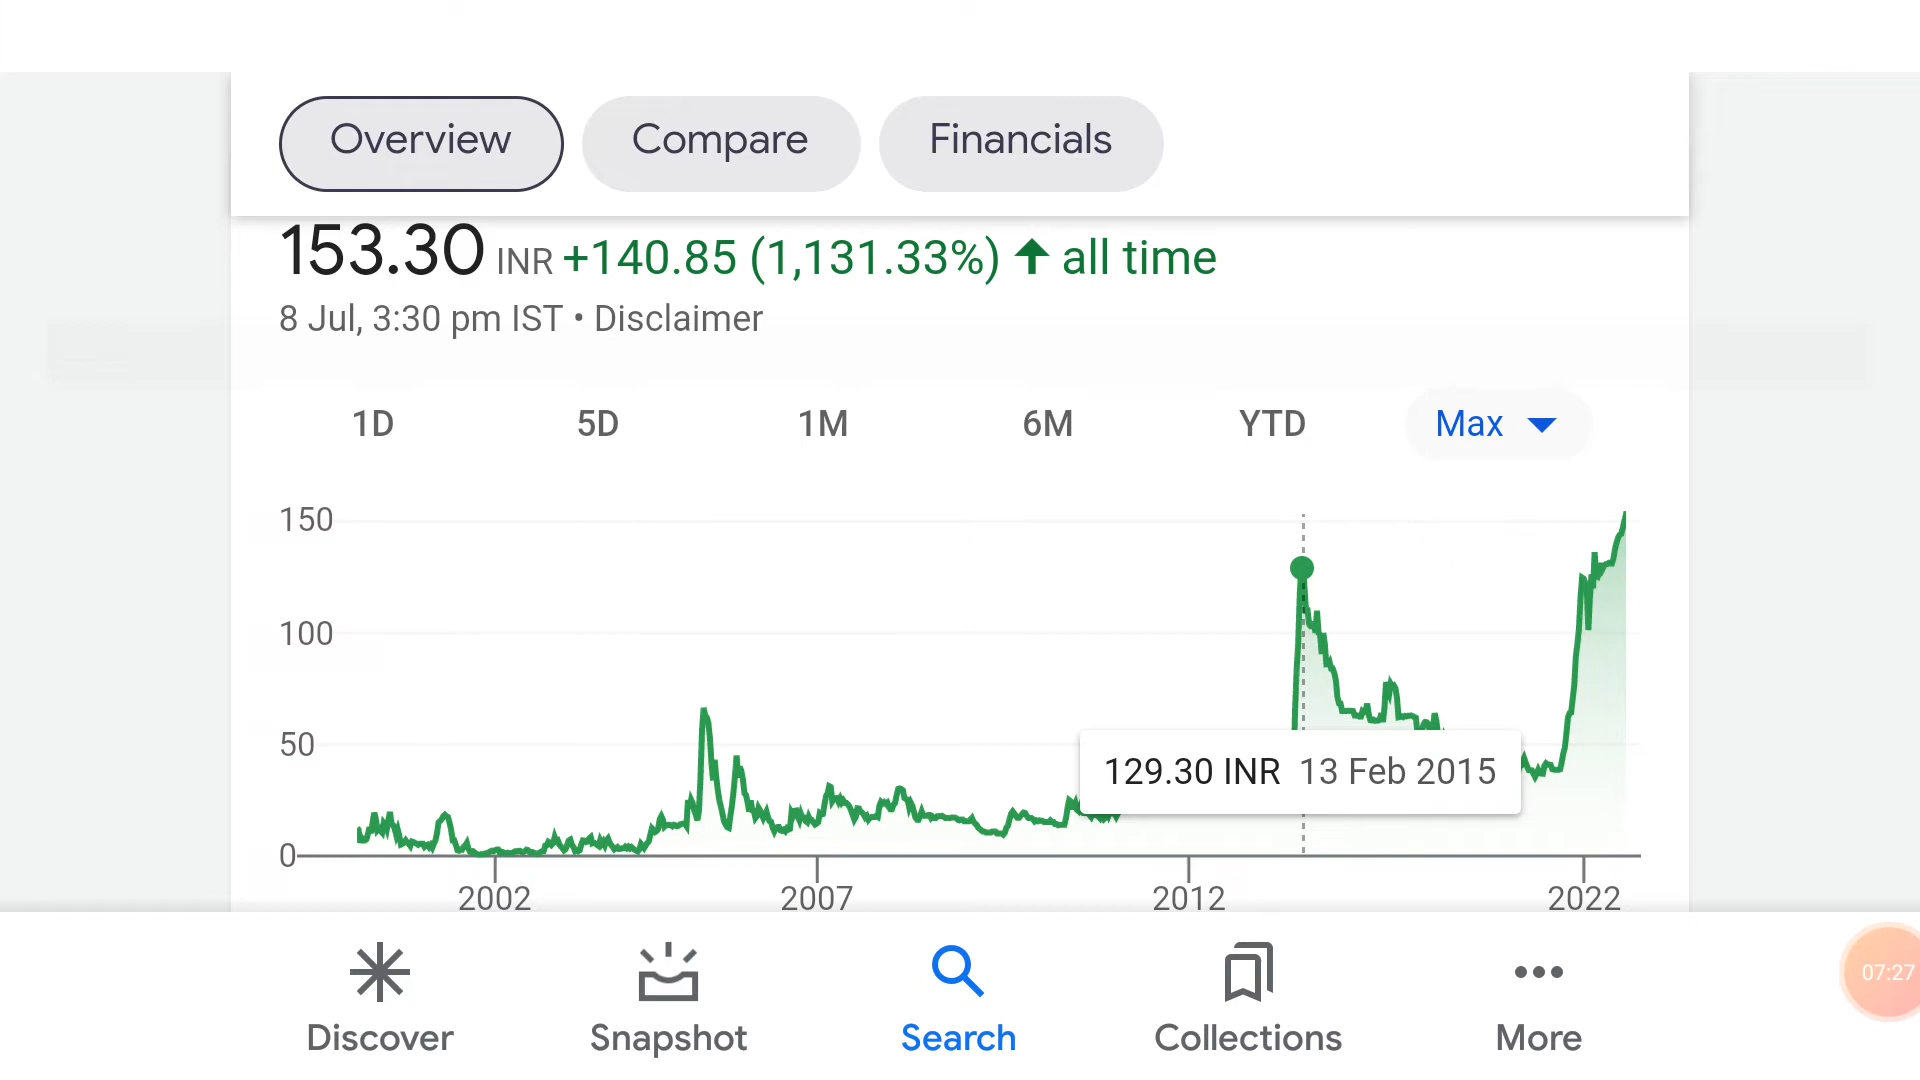 Overview Compare Financials
153.30 INR +140.85 (1,131.33%) ↑ all time
8 Jul, 3:30 pm IST • Disclaimer
1D 5D 1M 6M YTD Max
150
100
50
129.30 INR 13 Feb 2015
0
2002 2007 2012 2022
Discover Snapshot Search Collections More
07:27